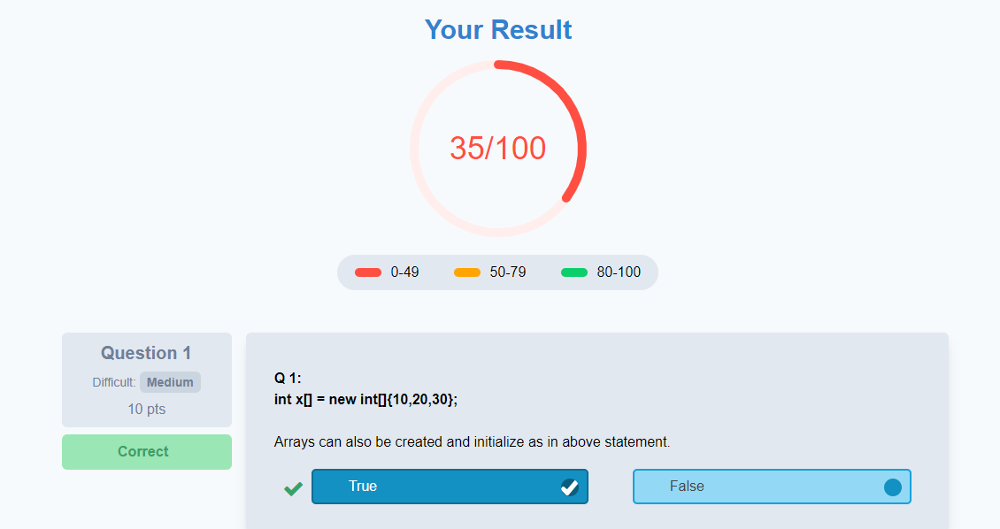 Your Result
35/100
0-49 50-79 80-100
Question 1
Difficult: Medium
10 pts
Correct
Q 1:
int x[] = new int[]{10,20,30};
Arrays can also be created and initialize as in above statement.
True False